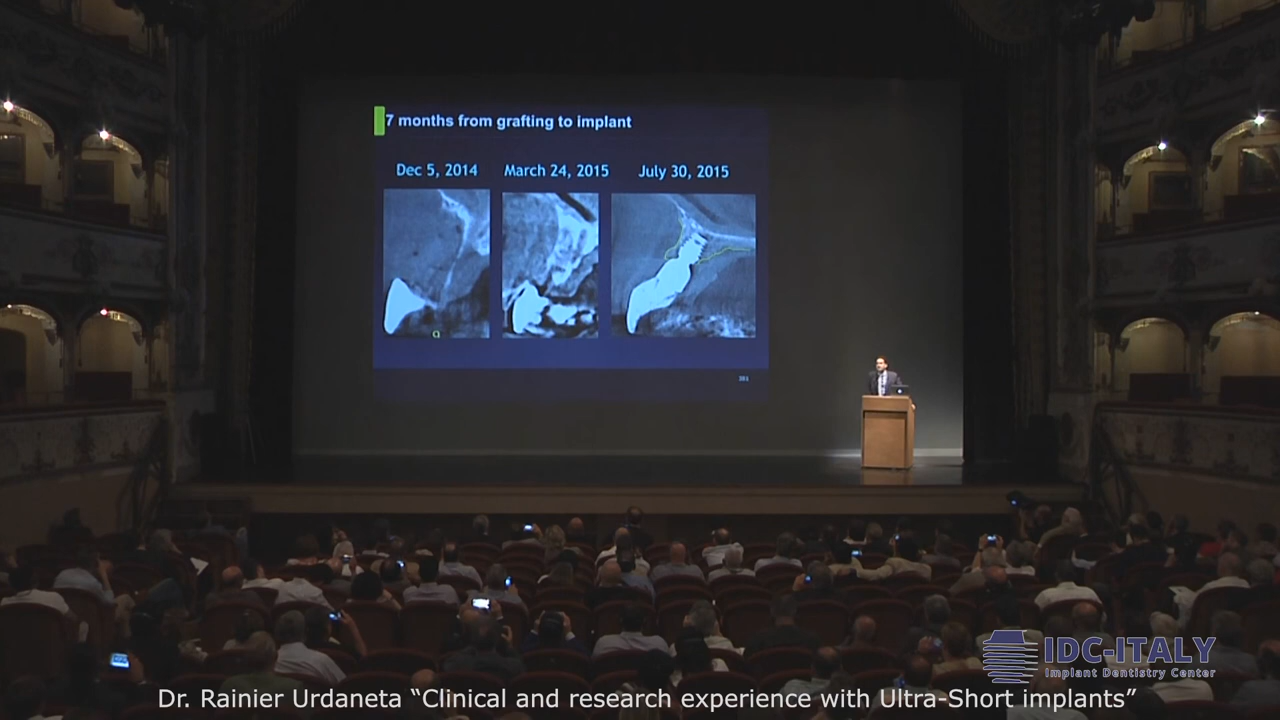 7 months from grafting to implant
Dec 5, 2014 March 24, 2015 July 30, 2015
IDC-ITALY
Implant Dentistry Center
Dr. Rainier Urdaneta “Clinical and research experience with Ultra-Short implants”